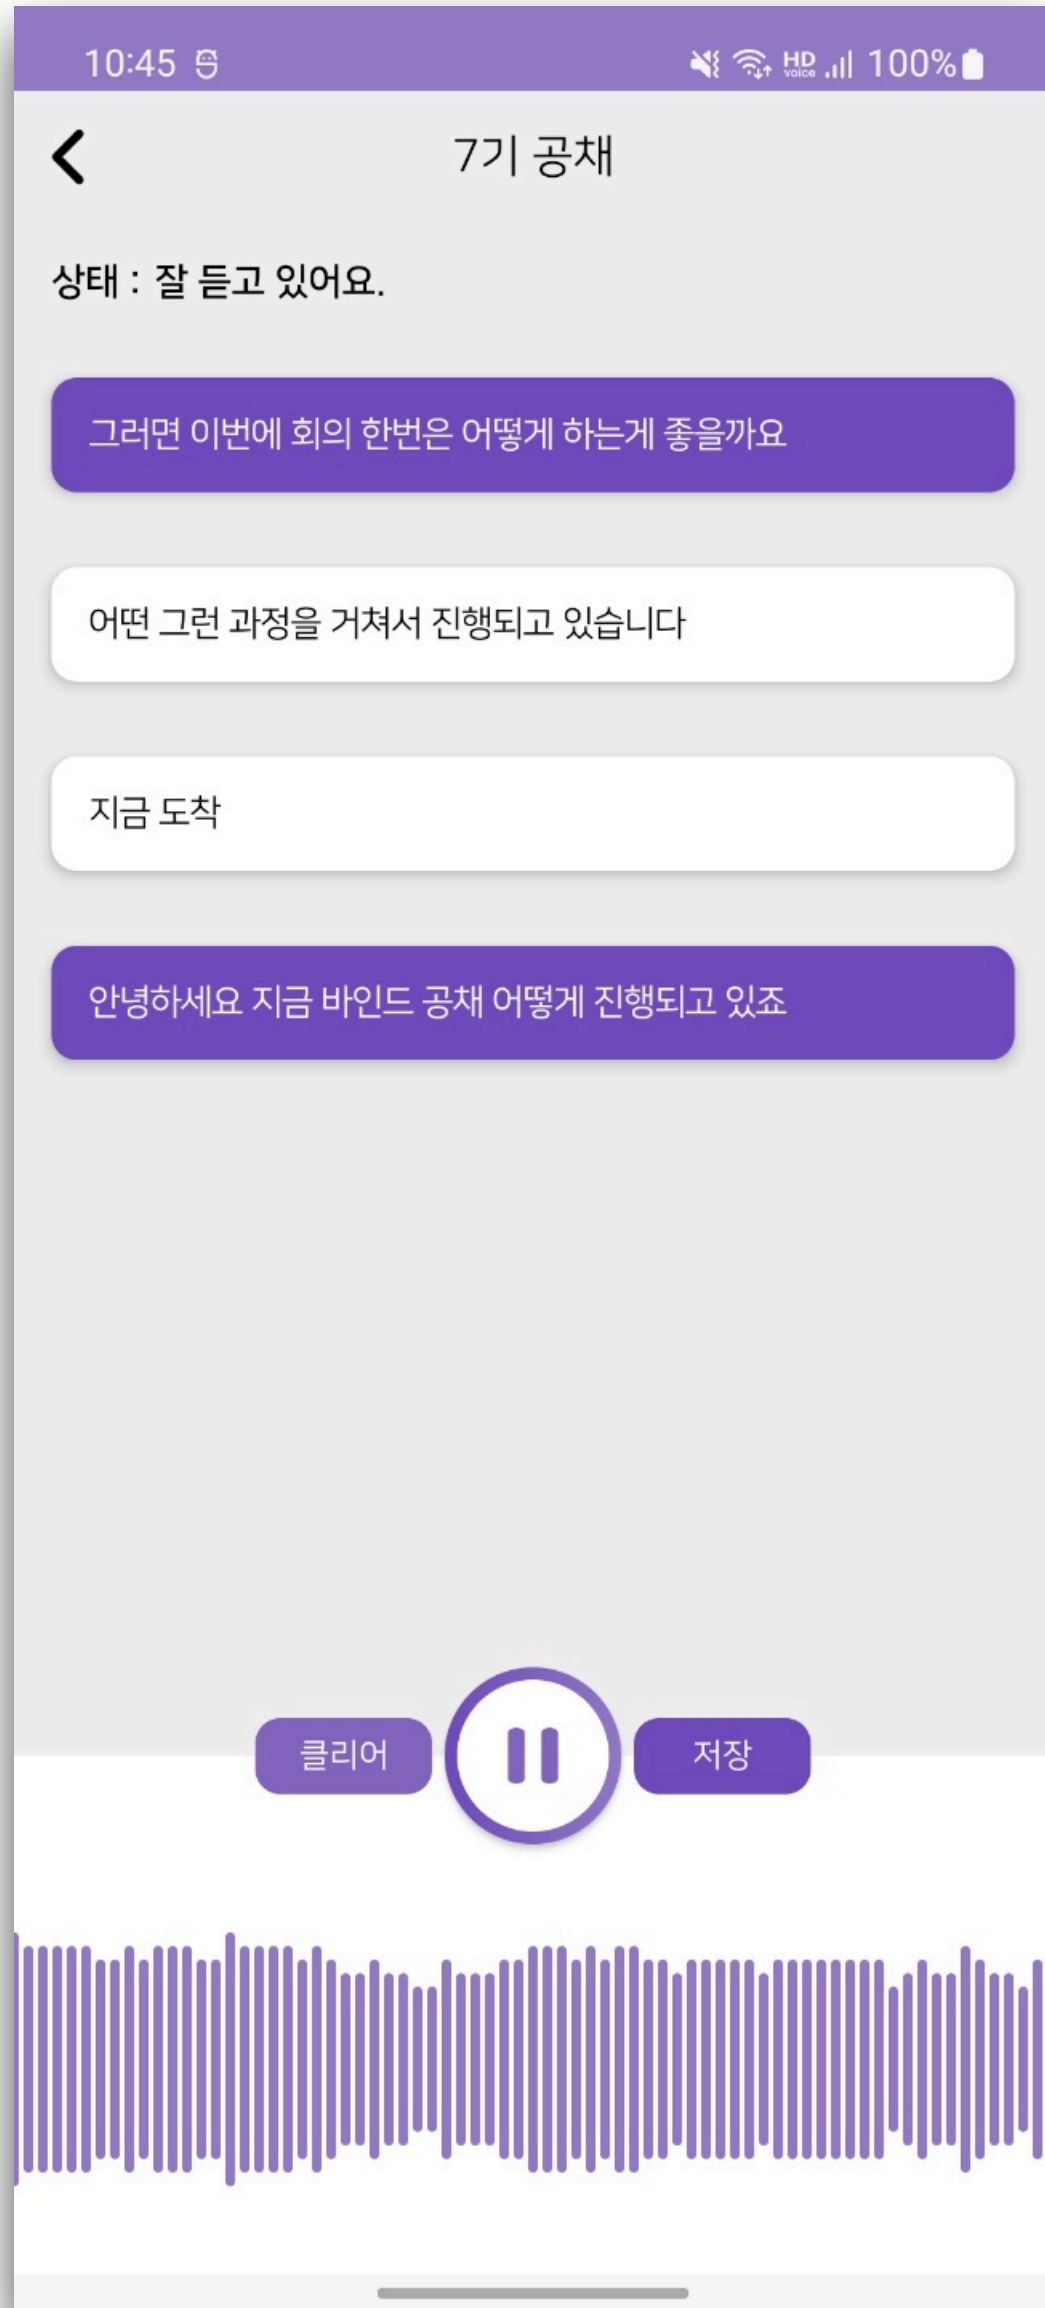 10:45
HD voice 100%
7기 공채
상태 : 잘 듣고 있어요.
그러면 이번에 회의 한번은 어떻게 하는게 좋을까요
어떤 그런 과정을 거쳐서 진행되고 있습니다
지금 도착
안녕하세요 지금 바인드 공채 어떻게 진행되고 있죠
클리어
저장